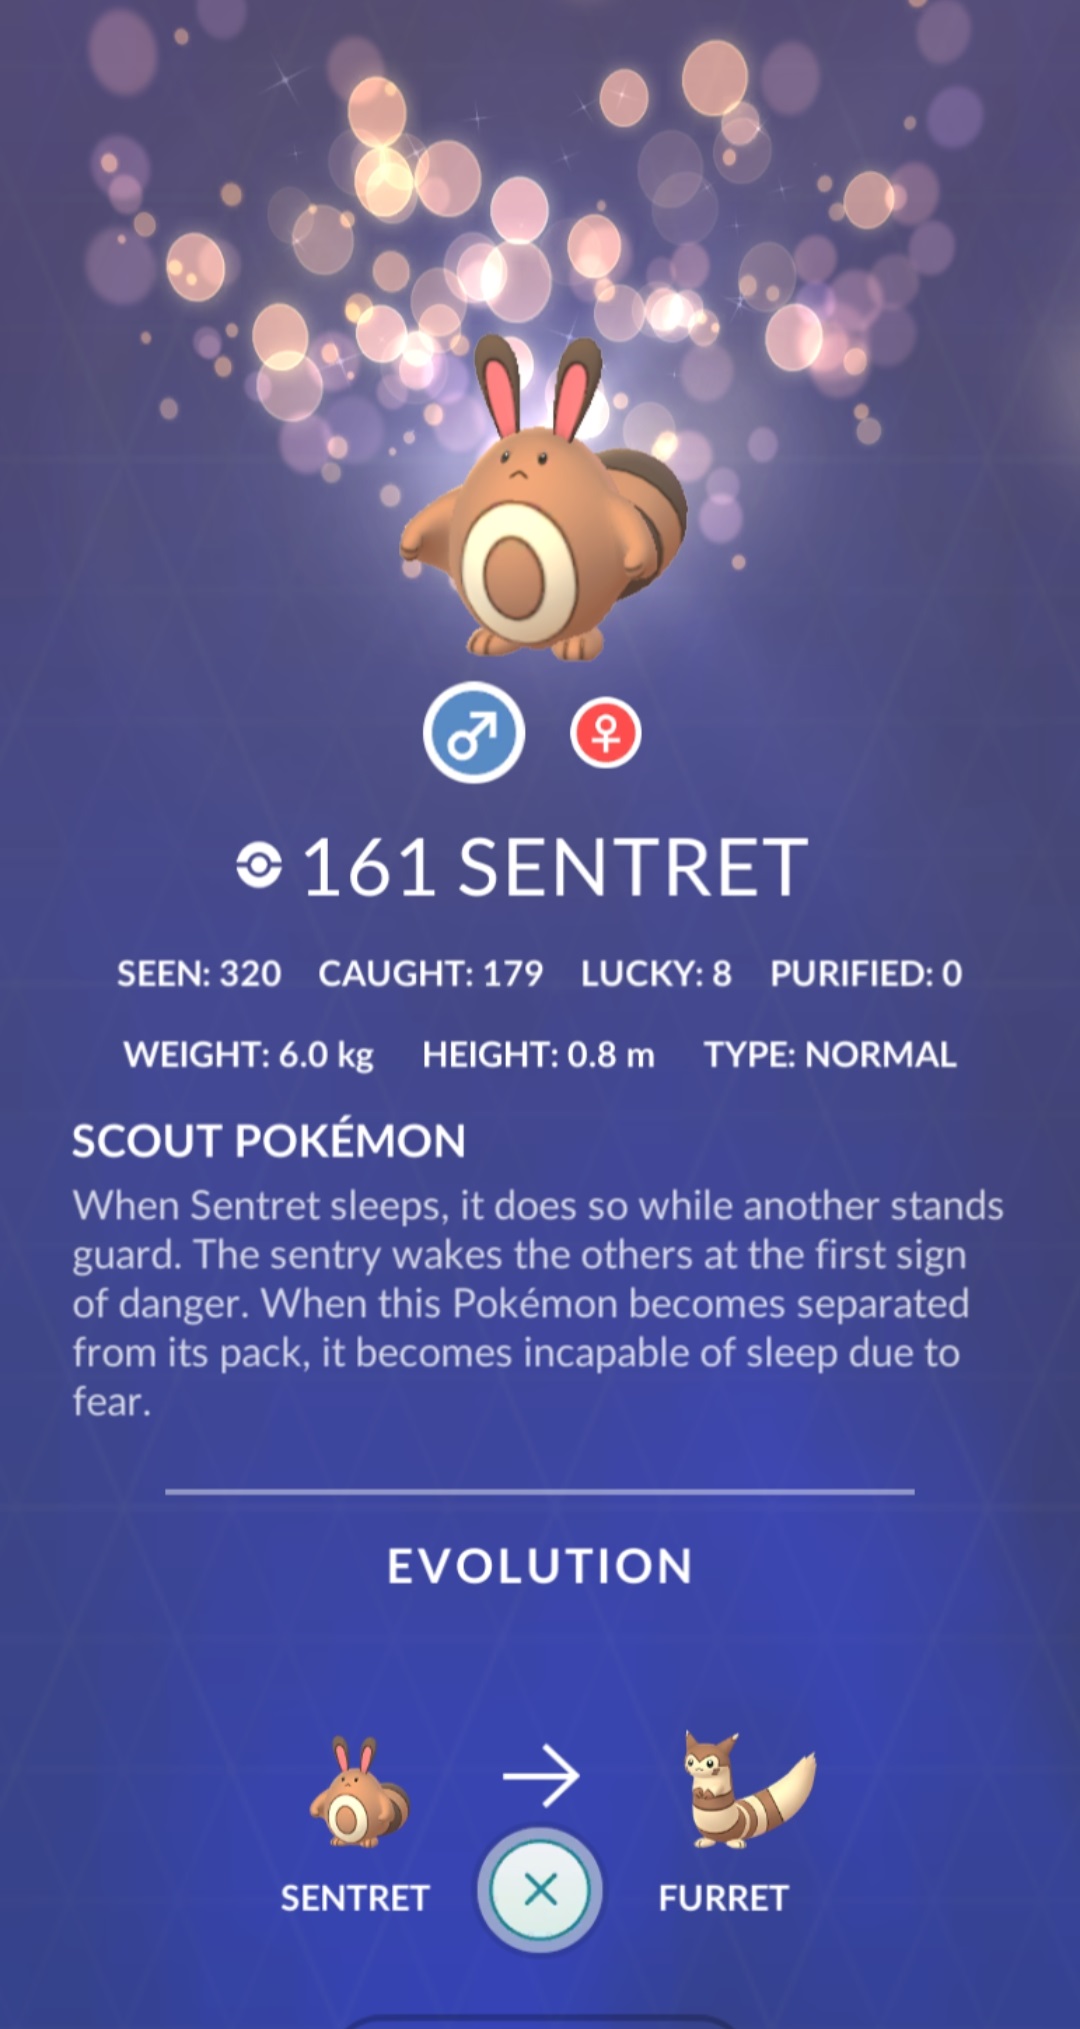 161 SENTRET
SEEN: 320 CAUGHT: 179 LUCKY: 8 PURIFIED: 0
WEIGHT: 6.0 kg HEIGHT: 0.8 m TYPE: NORMAL
SCOUT POKÉMON
When Sentret sleeps, it does so while another stands
guard. The sentry wakes the others at the first sign
of danger. When this Pokémon becomes separated
from its pack, it becomes incapable of sleep due to
fear.
EVOLUTION
SENTRET FURRET